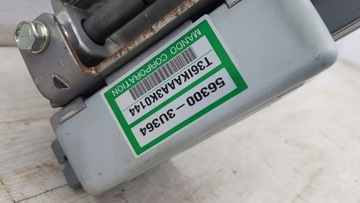 56300 - 3U364
T36IKAAA3K0144
MANDO CORPORATION